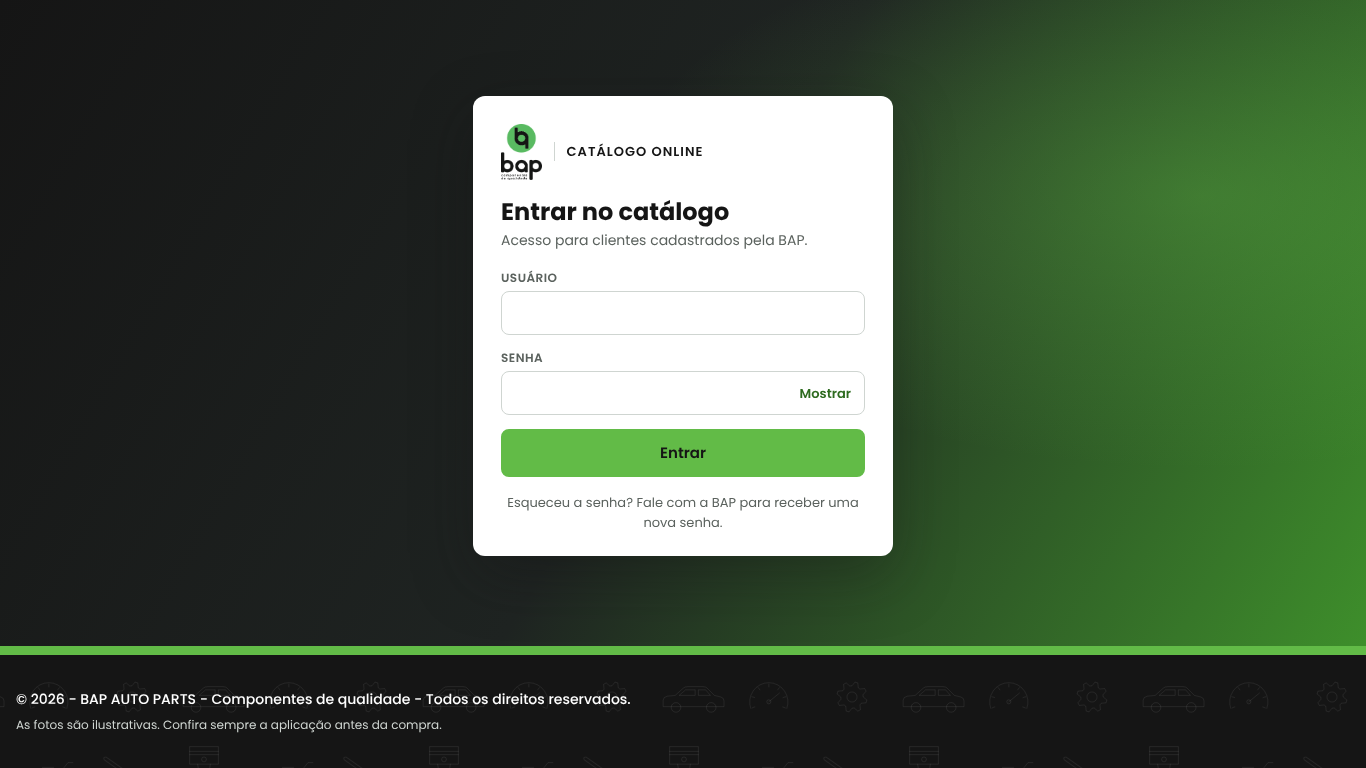 bap
CATÁLOGO ONLINE
Entrar no catálogo
Acesso para clientes cadastrados pela BAP.
USUÁRIO
SENHA
Mostrar
Entrar
Esqueceu a senha? Fale com a BAP para receber uma
nova senha.
© 2026 - BAP AUTO PARTS - Componentes de qualidade - Todos os direitos reservados.
As fotos são ilustrativas. Confira sempre a aplicação antes da compra.